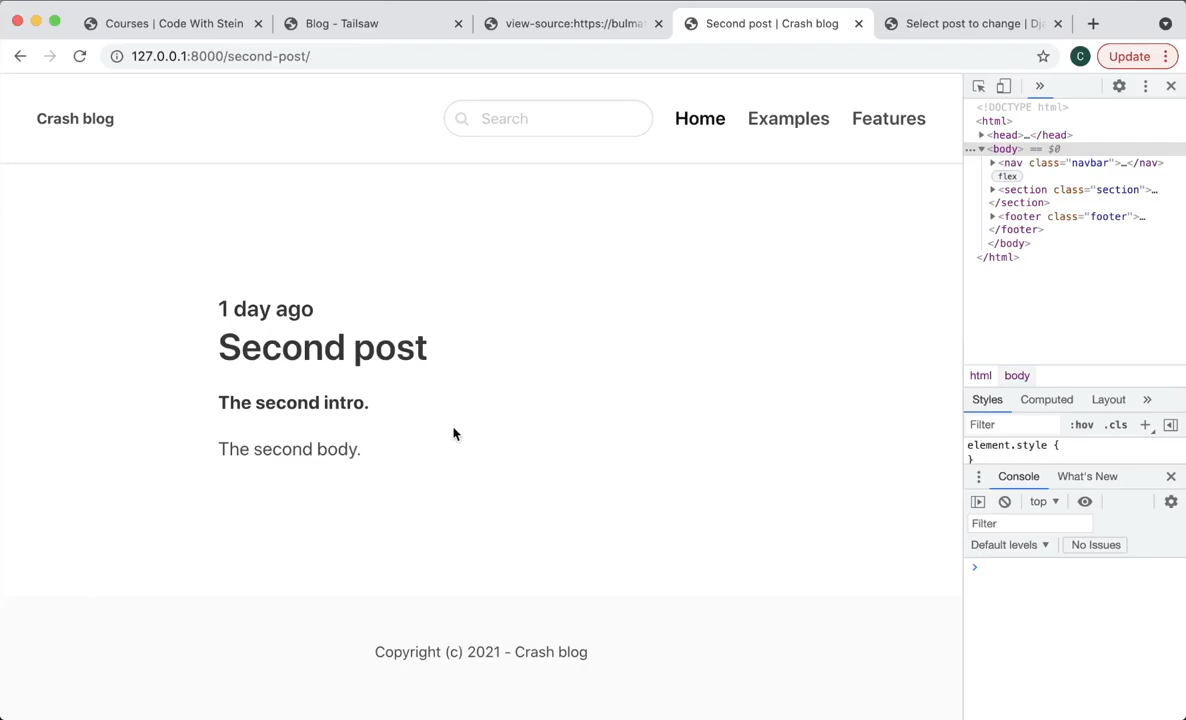 Courses | Code With Stein
Blog - Tailsaw
view-source:https://bulma
Second post | Crash blog
Select post to change | Dja
127.0.0.1:8000/second-post/
C
Update
Crash blog
Search
Home
Examples
Features
1 day ago
Second post
The second intro.
The second body.
Copyright (c) 2021 - Crash blog
<!DOCTYPE html>
<html>
<head>…</head>
<body> == $0
<nav class="navbar">…</nav>
flex
<section class="section">…
</section>
<footer class="footer">…
</footer>
</body>
</html>
html body
Styles Computed Layout
Filter :hov .cls
element.style {
}
Console What's New
top
Filter
Default levels No Issues